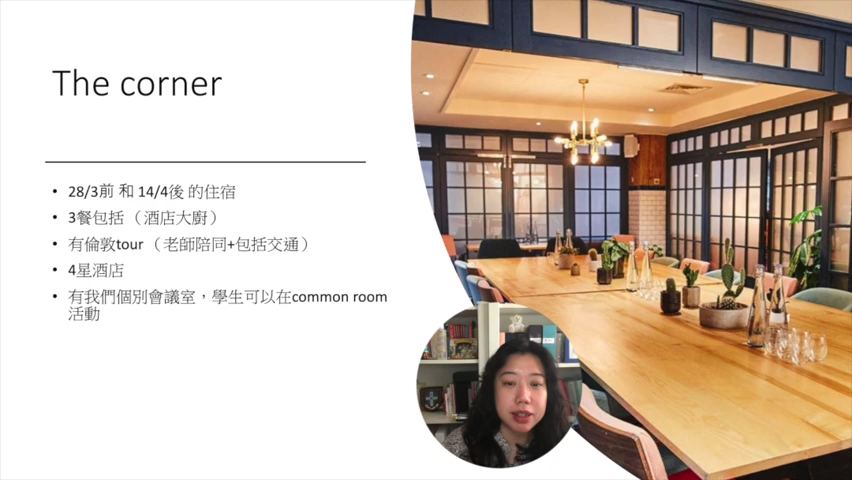 The corner
• 28/3前 和 14/4後 的住宿
• 3餐包括（酒店大廚）
• 有倫敦tour（老師陪同+包括交通）
• 4星酒店
• 有我們個別會議室，學生可以在common room
活動